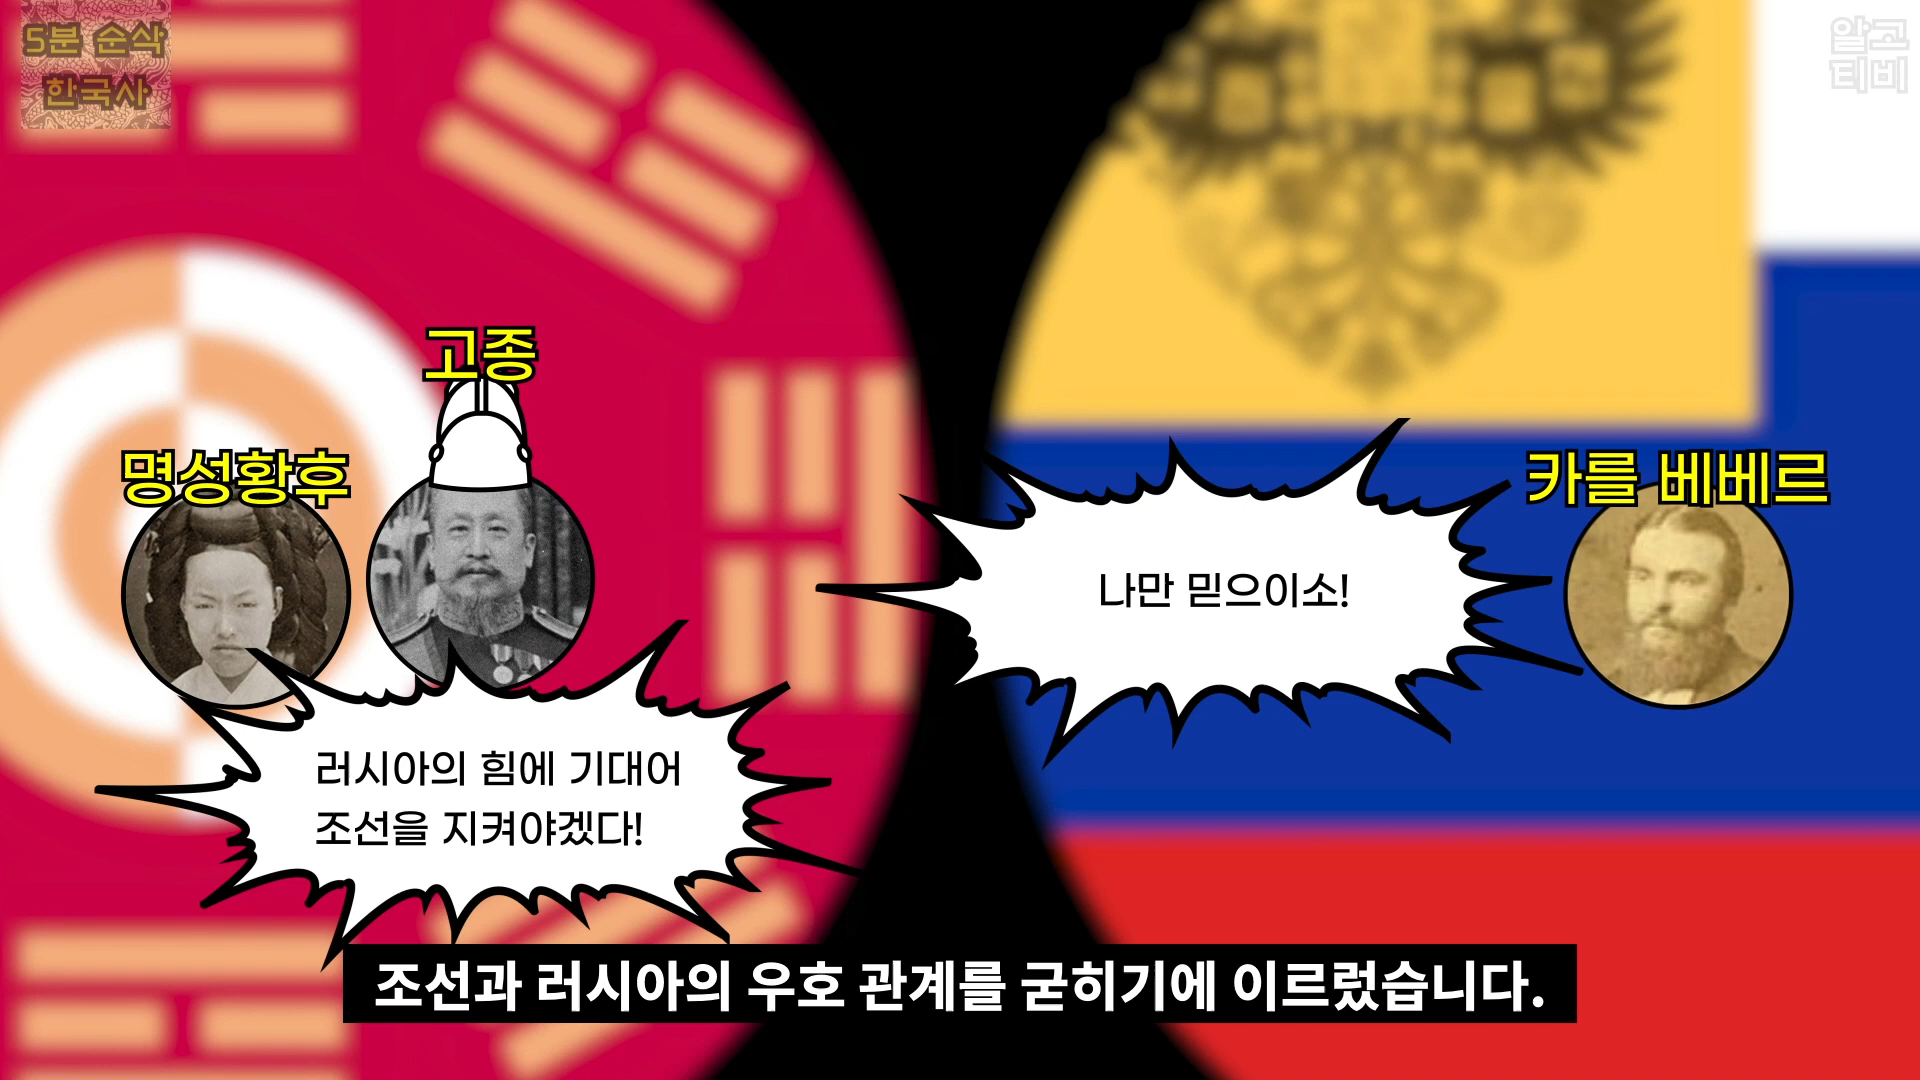 5분 순삭
한국사
알고
티비
고종
명성황후
카를 베베르
나만 믿으이소!
러시아의 힘에 기대어
조선을 지켜야겠다!
조선과 러시아의 우호 관계를 굳히기에 이르렀습니다.